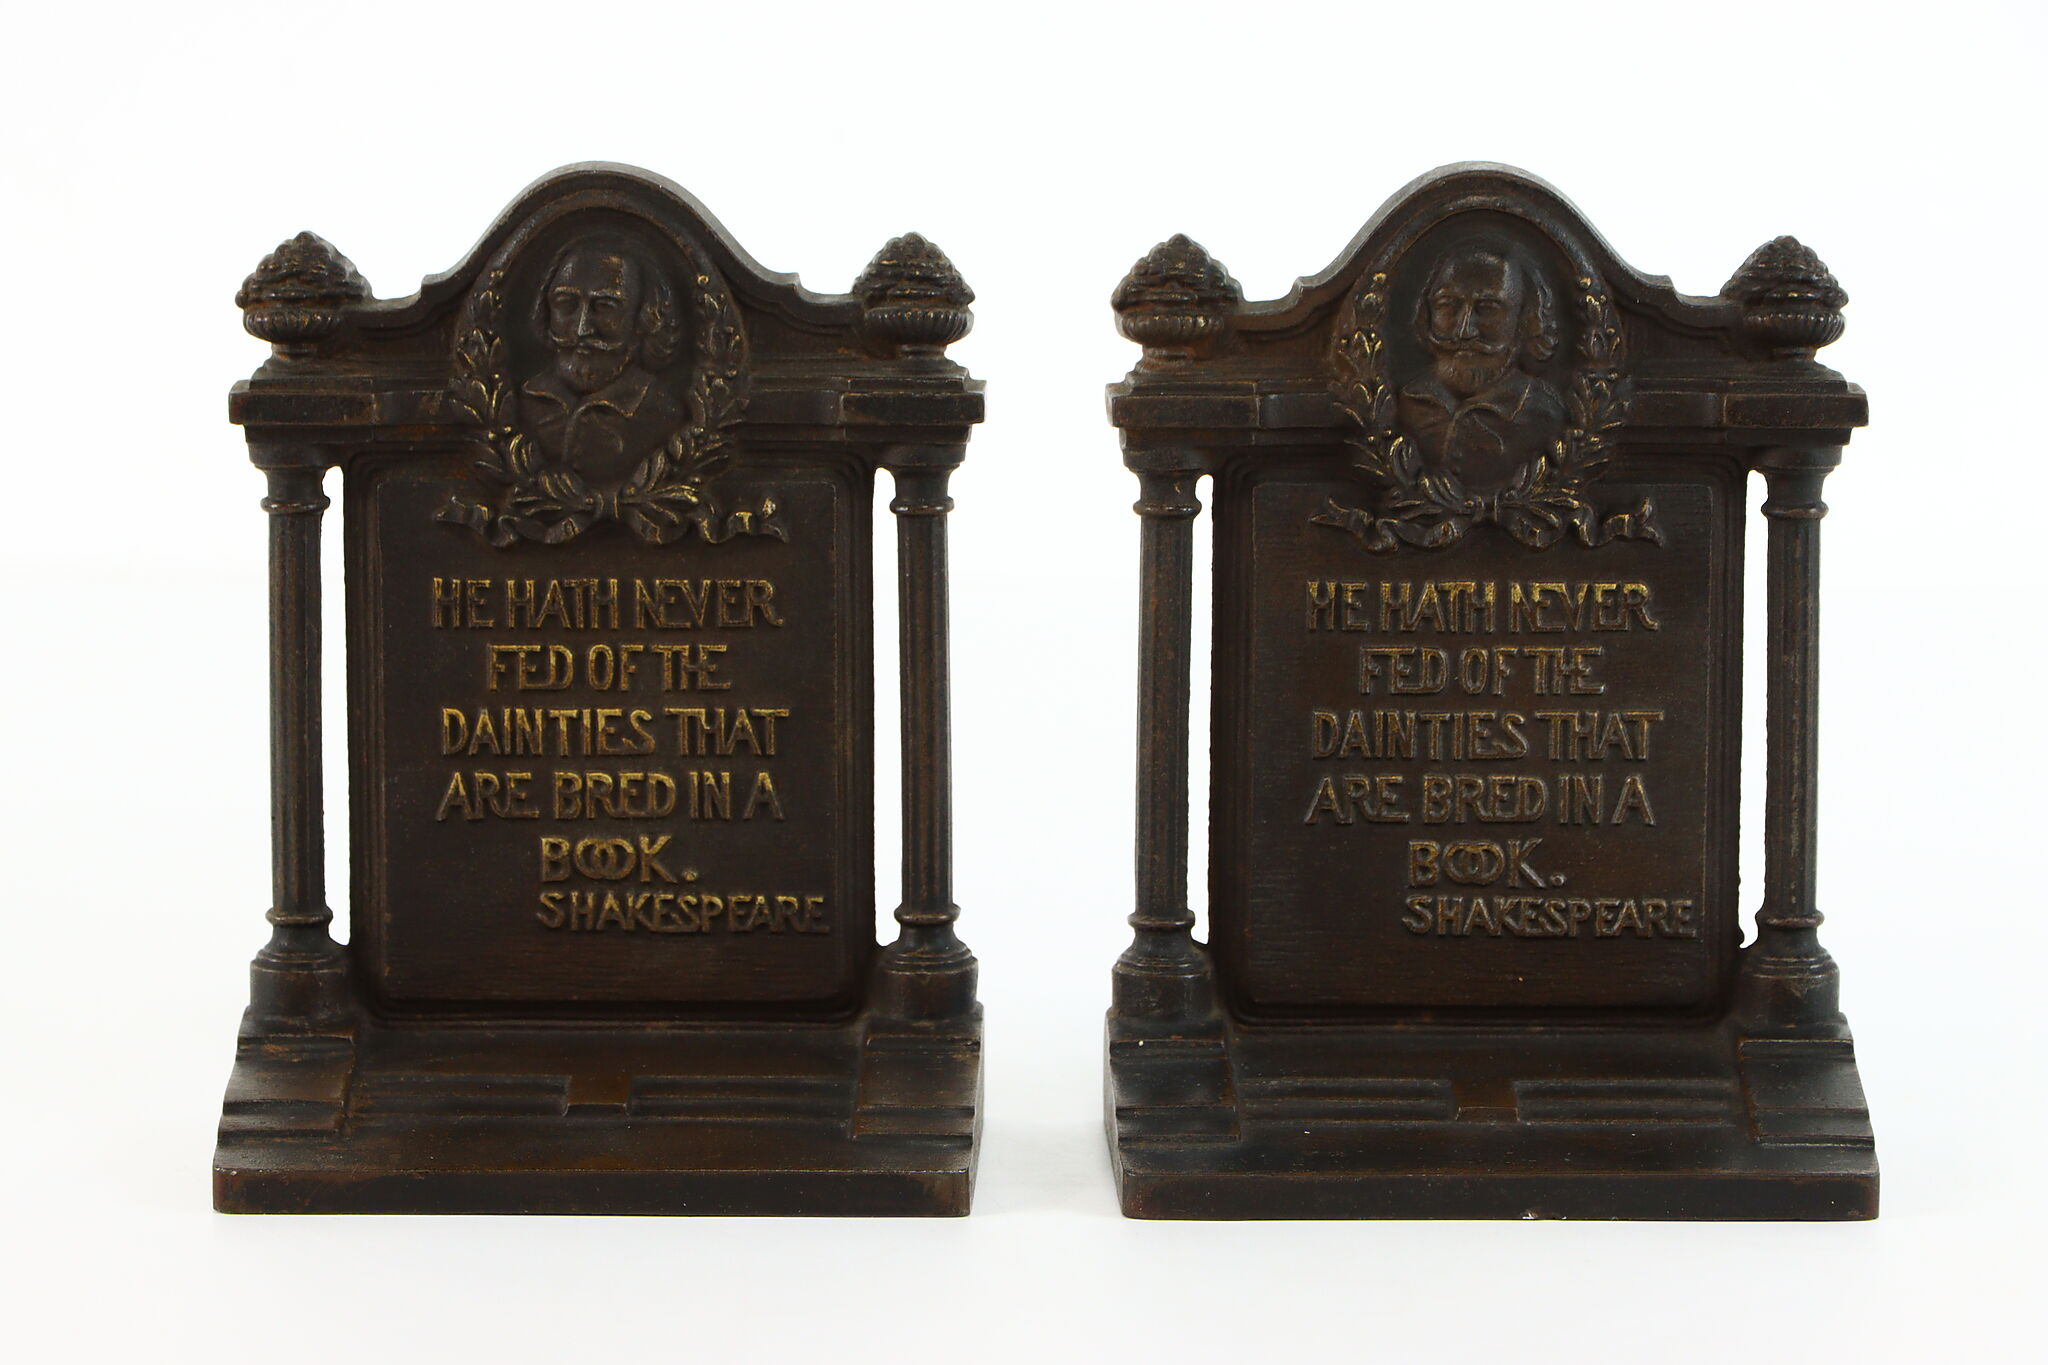 HE HATH NEVER
FED OF THE
DAINTIES THAT
ARE BRED IN A
BOOK.
SHAKESPEARE
HE HATH NEVER
FED OF THE
DAINTIES THAT
ARE BRED IN A
BOOK.
SHAKESPEARE